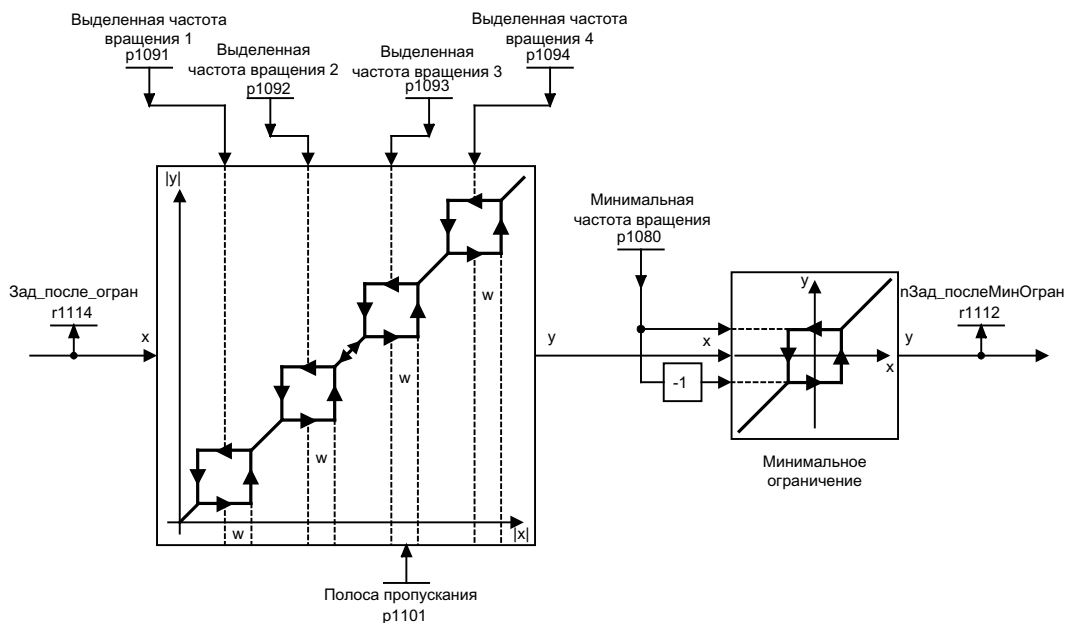 Выделенная частота
вращения 1
p1091
Выделенная
частота вращения 2
p1092
Выделенная
частота вращения 3
p1093
Выделенная частота
вращения 4
p1094
|y|
Минимальная
частота вращения
p1080
Зад_после_огран
r1114
x
w
w
w
w
|x|
y
x
y
x
-1
y
nЗад_послеМинОгран
r1112
Минимальное
ограничение
Полоса пропускания
p1101